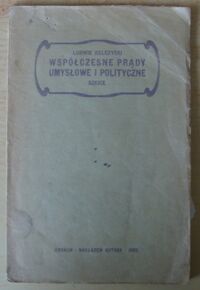 LUDWIK KULCZYCKI
WSPÓŁCZESNE PRĄDY
UMYSŁOWE I POLITYCZNE
SZKICE
KRAKÓW - NAKŁADEM AUTORA